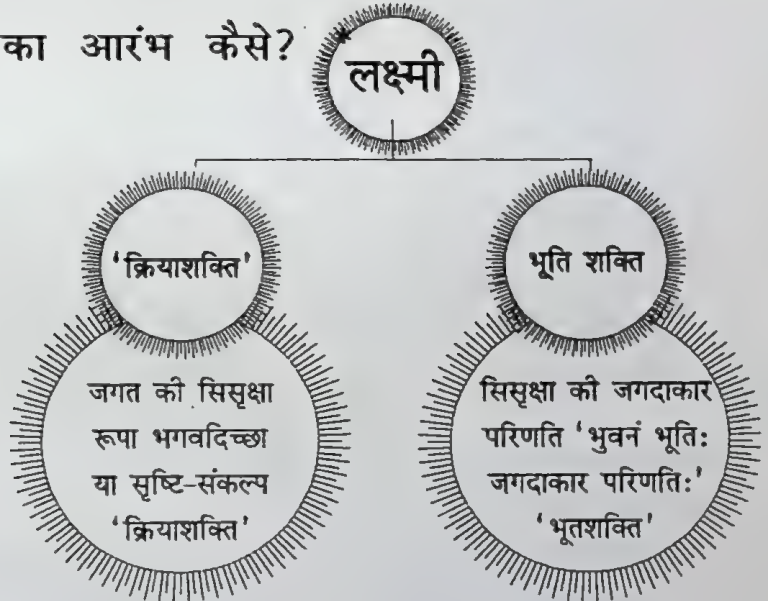 का आरंभ कैसे?
लक्ष्मी
'क्रियाशक्ति'
भूति शक्ति
जगत की सिसृक्षा
रूपा भगवदिच्छा
या सृष्टि-संकल्प
'क्रियाशक्ति'
सिसृक्षा की जगदाकार
परिणति 'भुवनं भूति:
जगदाकार परिणति:'
'भूतशक्ति'